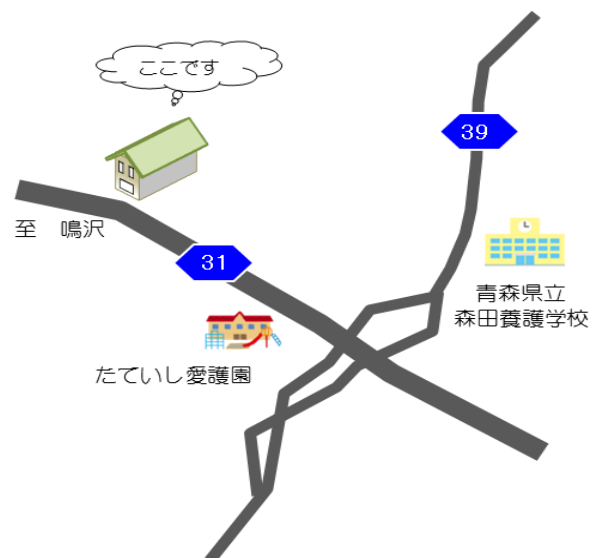 ここです
39
至 鳴沢
31
青森県立
森田養護学校
たていし愛護園